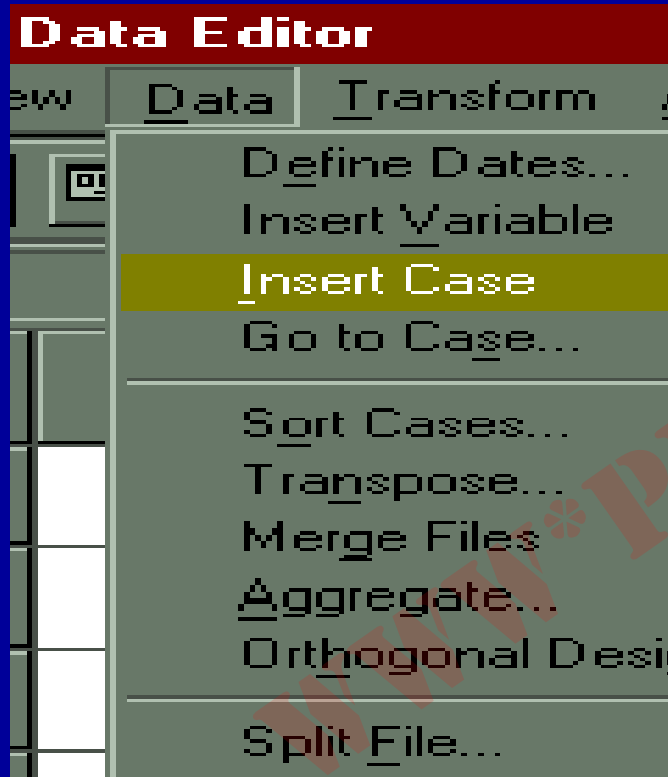 Data Editor
ew Data Transform
Define Dates...
Insert Variable
Insert Case
Go to Case...
Sort Cases...
Transpose...
Merge Files
Aggregate...
Orthogonal Desi
Split File...
WWW*P